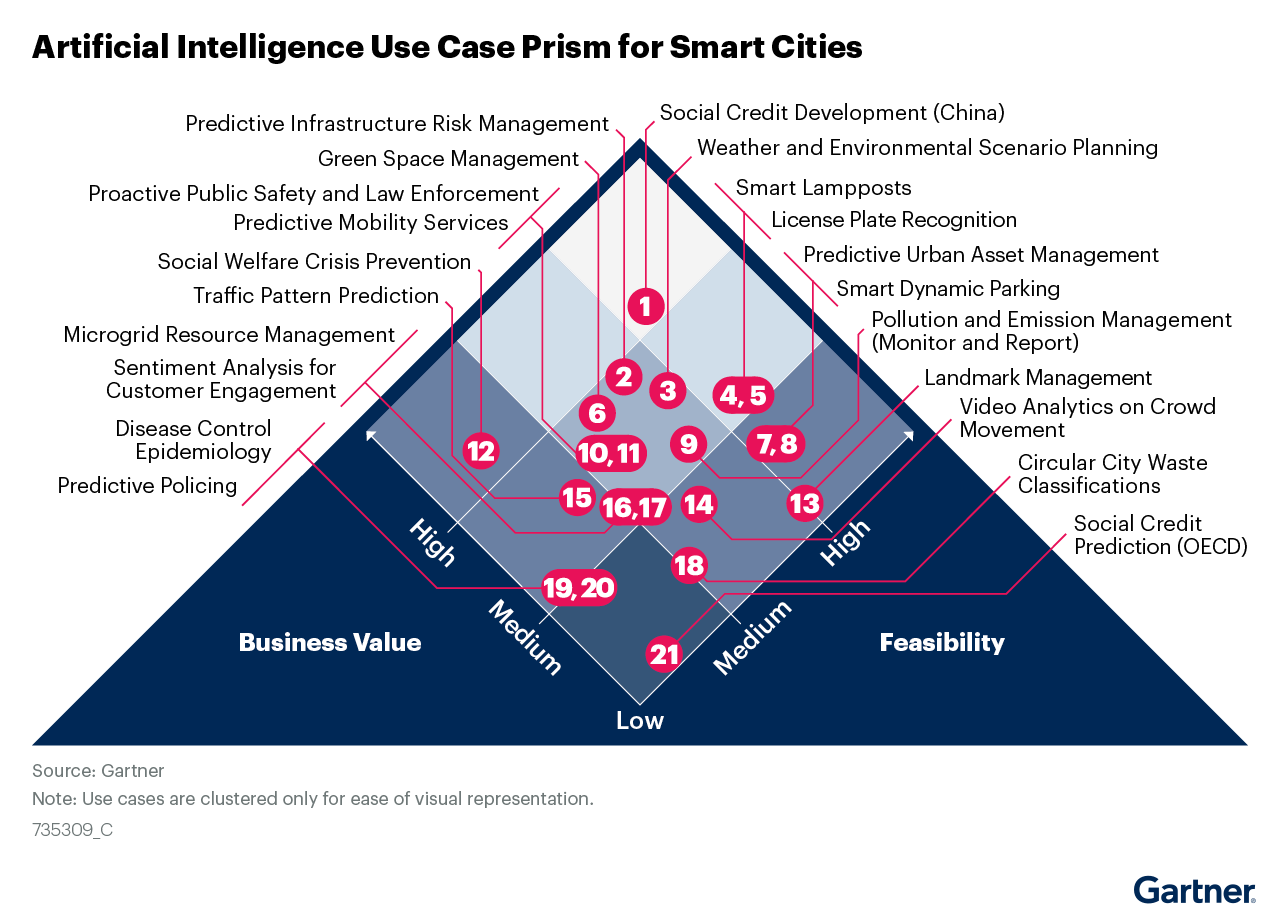 Artificial Intelligence Use Case Prism for Smart Cities
Social Credit Development (China)
Predictive Infrastructure Risk Management
Weather and Environmental Scenario Planning
Green Space Management
Smart Lampposts
Proactive Public Safety and Law Enforcement
License Plate Recognition
Predictive Mobility Services
Predictive Urban Asset Management
Social Welfare Crisis Prevention
Smart Dynamic Parking
Traffic Pattern Prediction
Pollution and Emission Management
(Monitor and Report)
Microgrid Resource Management
Sentiment Analysis for
Customer Engagement
Landmark Management
Video Analytics on Crowd
Movement
Disease Control
Epidemiology
Circular City Waste
Classifications
Predictive Policing
Social Credit
Prediction (OECD)
1
2
3
4, 5
6
7, 8
9
10, 11
12
13
14
15
16,17
18
19, 20
21
High
High
Medium
Medium
Business Value
Feasibility
Low
Source: Gartner
Note: Use cases are clustered only for ease of visual representation.
735309_C
Gartner®